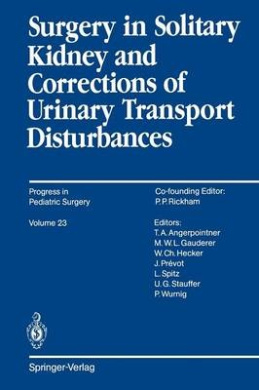 Surgery in Solitary
Kidney and
Corrections of
Urinary Transport
Disturbances
Progress in
Pediatric Surgery
Volume 23
Co-founding Editor:
P. P. Rickham
Editors:
T. A. Angerpointner
M. W. L. Gauderer
W. Ch. Hecker
J. Prévot
L. Spitz
U. G. Stauffer
P. Wurnig
Springer-Verlag